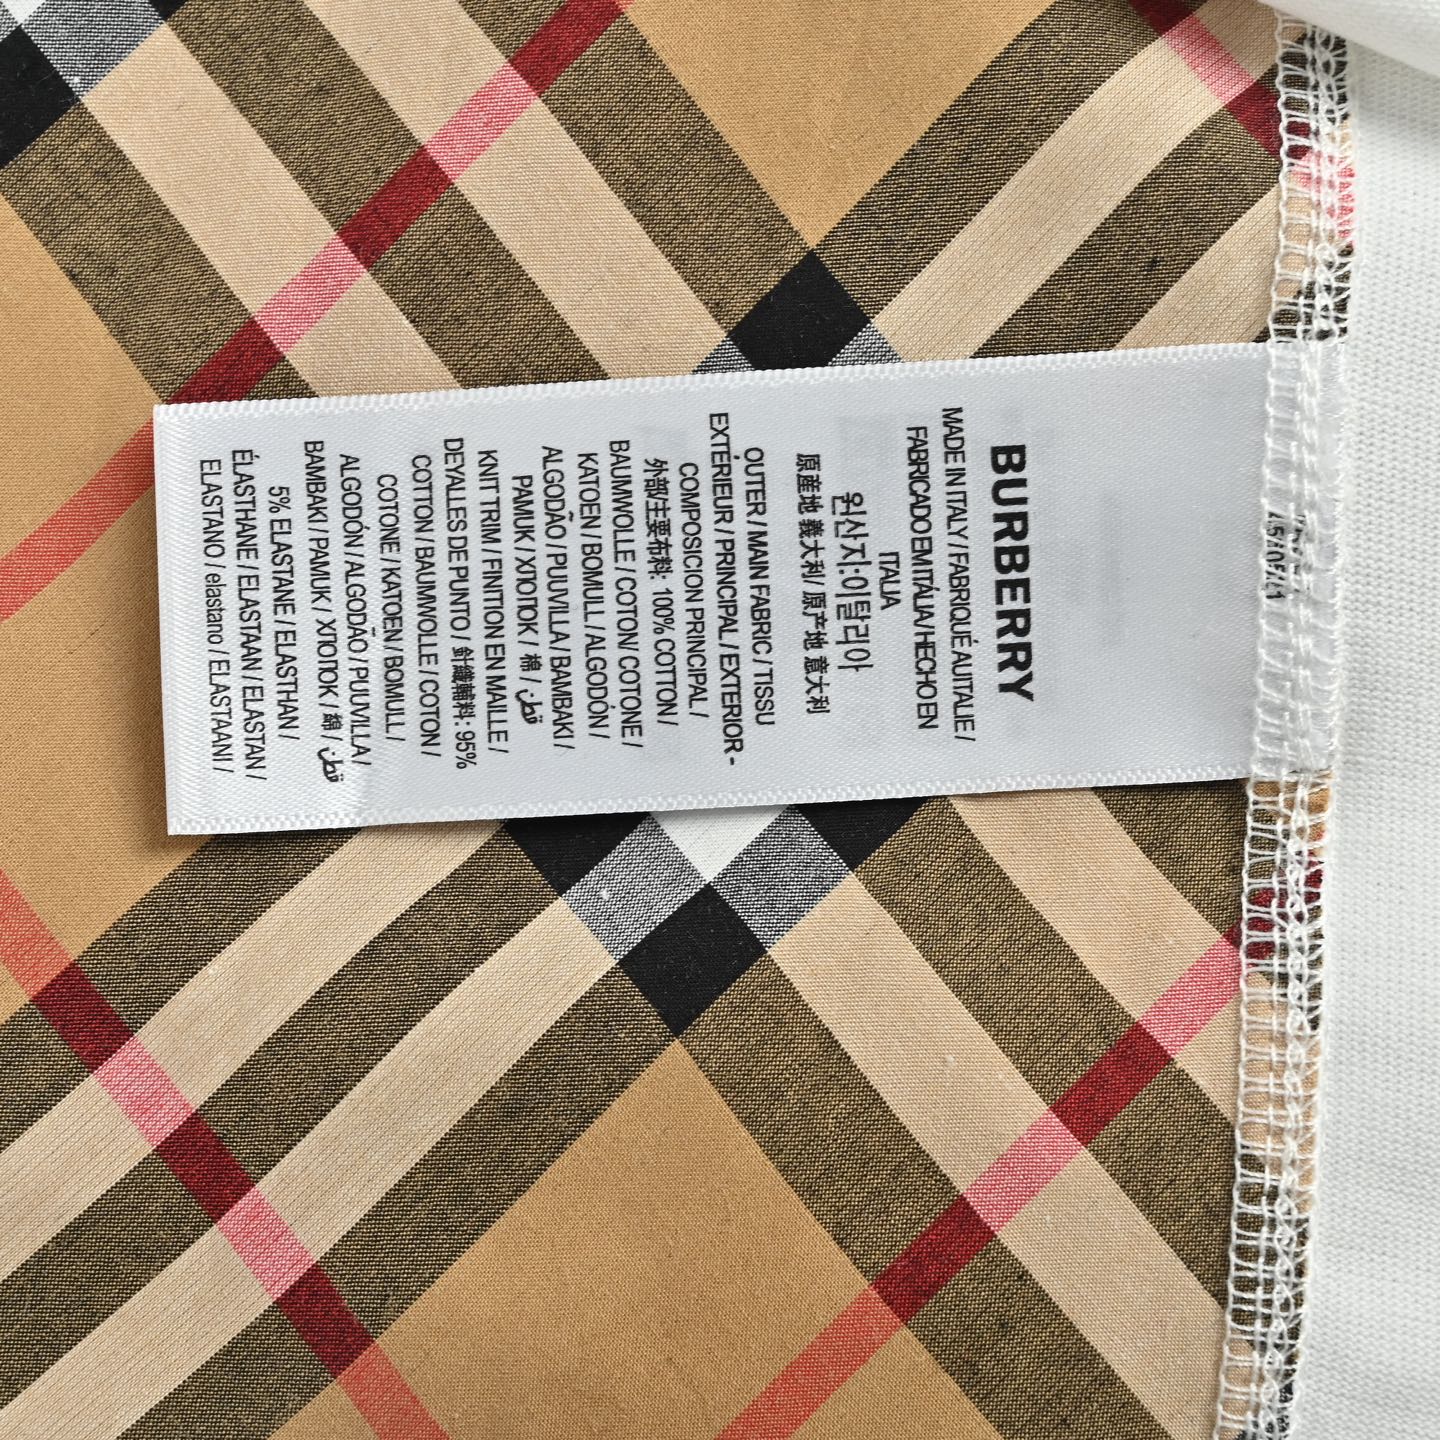 BURBERRY
MADE IN ITALY / FABRIQUÉ AU ITALIE /
FABRICADO EM ITÁLIA / HECHO EN
ITALIA
원산지·이탈리아
原産地 義大利/ 原产地 意大利
OUTER / MAIN FABRIC / TISSU
EXTÉRIEUR / PRINCIPAL / EXTERIOR -
COMPOSICION PRINCIPAL /
外部/主要布料: 100% COTTON /
BAUMWOLLE / COTON/ COTONE /
KATOEN / BOMULL / ALGODÓN /
ALGODÃO / PUUVILLA / BAMBAKI /
PAMUK / ΧΠΟΠΟΚ / 棉 / قطن
KNIT TRIM / FINITION EN MAILLE /
DEYALLES DE PUNTO / 針織輔料: 95%
COTTON / BAUMWOLLE / COTON /
COTONE / KATOEN / BOMULL /
ALGODÓN / ALGODÃO / PUUVILLA /
BAMBAKI / PAMUK / ΧΠΟΠΟΚ / 綿 / قطن
5% ELASTANE / ELASTHAN /
ÉLASTHANE / ELASTAAN / ELASTAN /
ELASTANO / elastano / ELASTAANI /